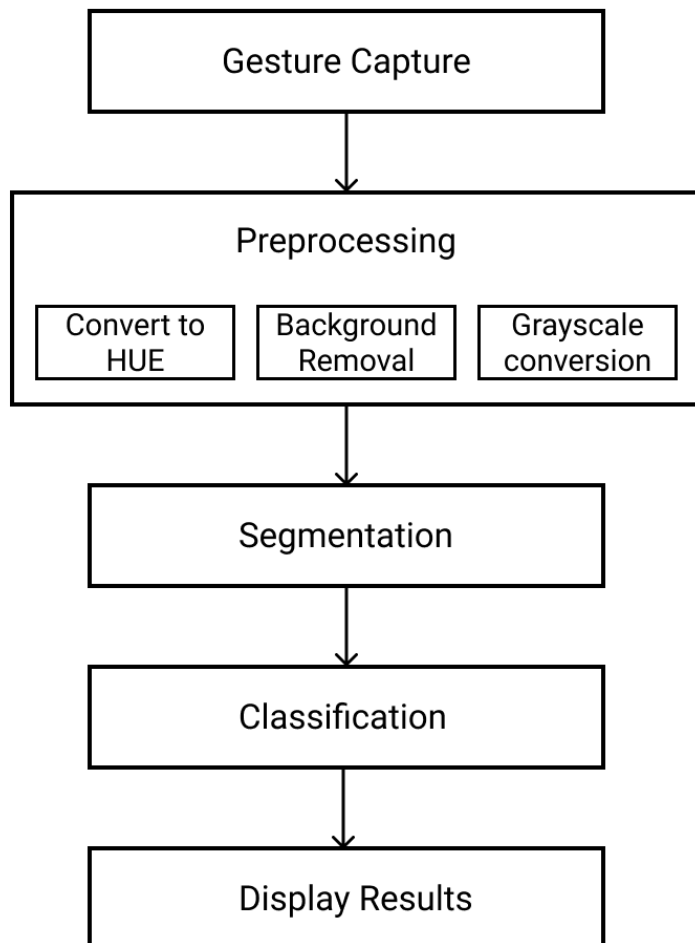 Gesture Capture
Preprocessing
Convert to
HUE
Background
Removal
Grayscale
conversion
Segmentation
Classification
Display Results